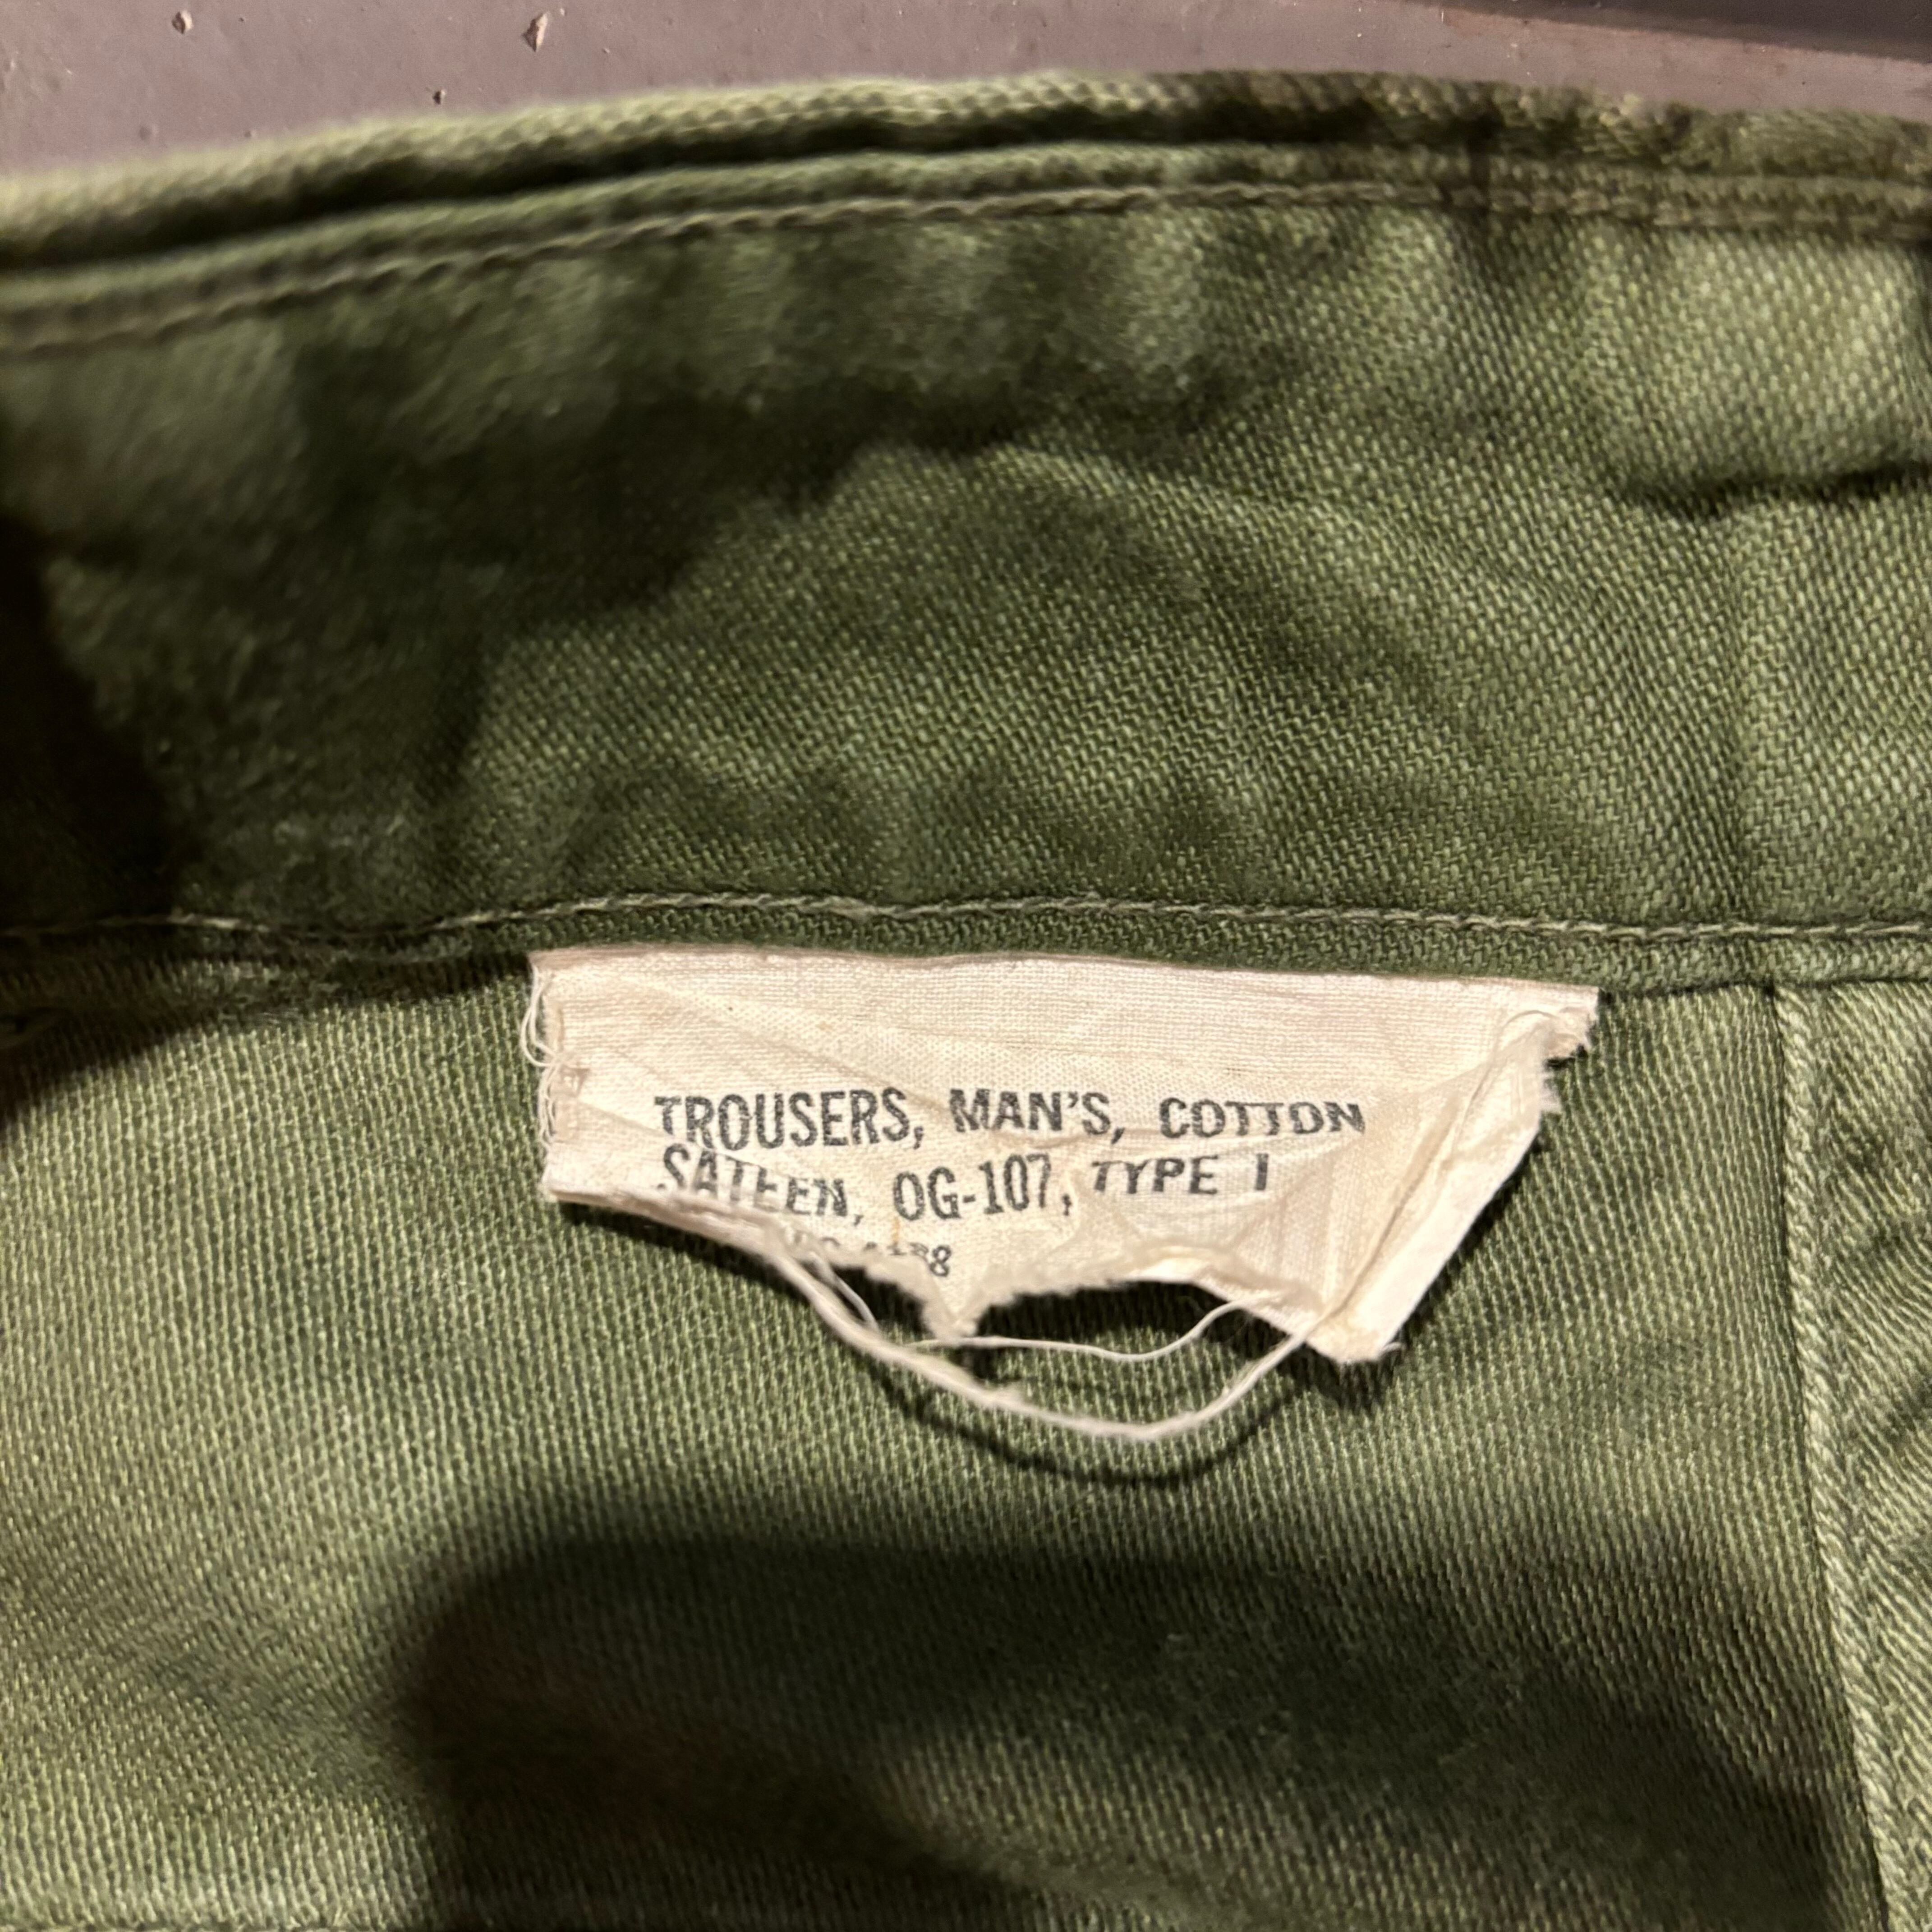 TROUSERS, MAN'S, COTTON
SATEEN, OG-107, TYPE I